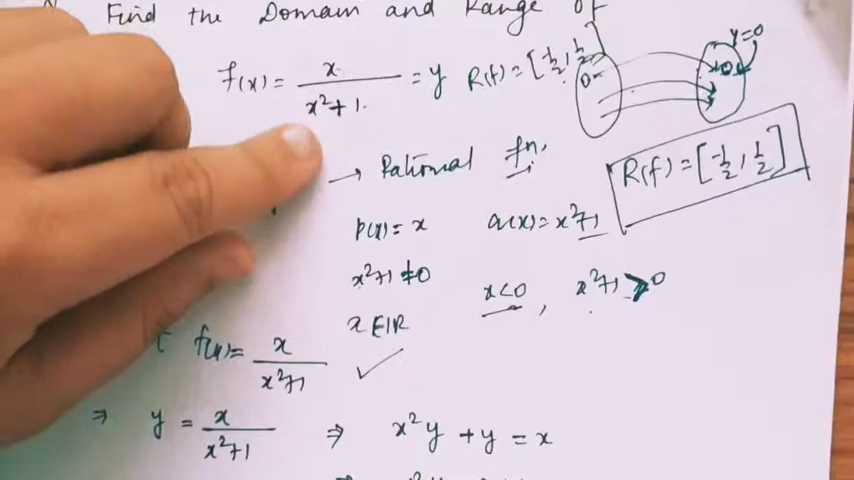 Find the Domain and Range of
f(x) = x / x²+1 = y R(f) = [-1/2, 1/2] y=0
0 0
→ Rational fn.
R(f) = [-1/2, 1/2]
p(x) = x q(x) = x²+1
x²+1 ≠ 0 x<0, x²+1 > 0
x ∈ IR
f(x) = x / x²+1 ✓
⇒ y = x / x²+1 ⇒ x²y + y = x